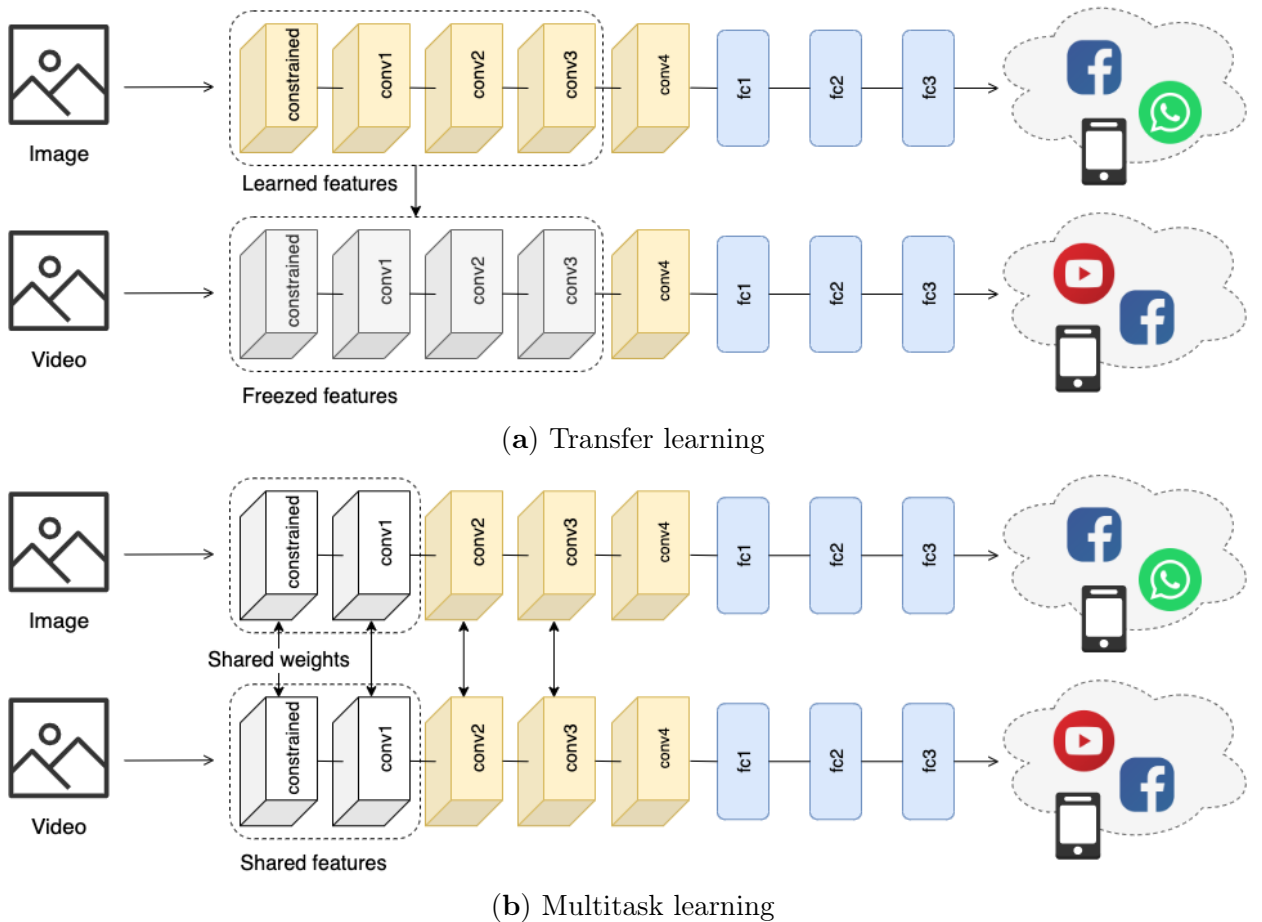 constrained conv1 conv2 conv3 conv4 fc1 fc2 fc3
Image
Learned features
constrained conv1 conv2 conv3 conv4 fc1 fc2 fc3
Video
Freezed features
(a) Transfer learning
constrained conv1 conv2 conv3 conv4 fc1 fc2 fc3
Image
Shared weights
constrained conv1 conv2 conv3 conv4 fc1 fc2 fc3
Video
Shared features
(b) Multitask learning